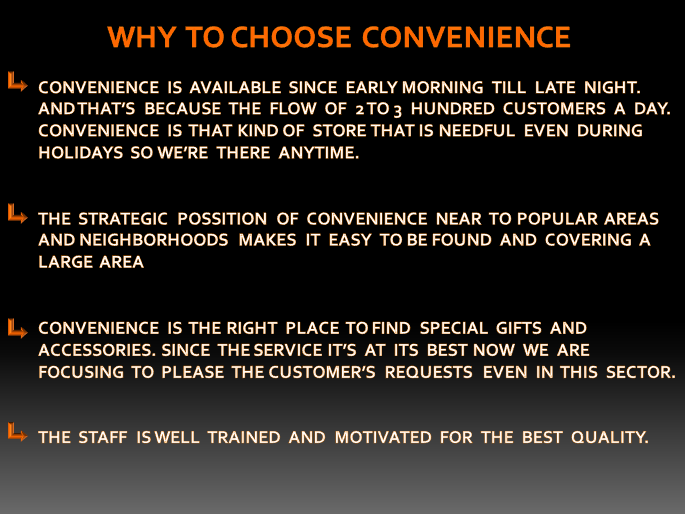 WHY TO CHOOSE CONVENIENCE
CONVENIENCE IS AVAILABLE SINCE EARLY MORNING TILL LATE NIGHT.
AND THAT'S BECAUSE THE FLOW OF 2 TO 3 HUNDRED CUSTOMERS A DAY.
CONVENIENCE IS THAT KIND OF STORE THAT IS NEEDFUL EVEN DURING
HOLIDAYS SO WE'RE THERE ANYTIME.
THE STRATEGIC POSSITION OF CONVENIENCE NEAR TO POPULAR AREAS
AND NEIGHBORHOODS MAKES IT EASY TO BE FOUND AND COVERING A
LARGE AREA
CONVENIENCE IS THE RIGHT PLACE TO FIND SPECIAL GIFTS AND
ACCESSORIES. SINCE THE SERVICE IT'S AT ITS BEST NOW WE ARE
FOCUSING TO PLEASE THE CUSTOMER'S REQUESTS EVEN IN THIS SECTOR.
THE STAFF IS WELL TRAINED AND MOTIVATED FOR THE BEST QUALITY.